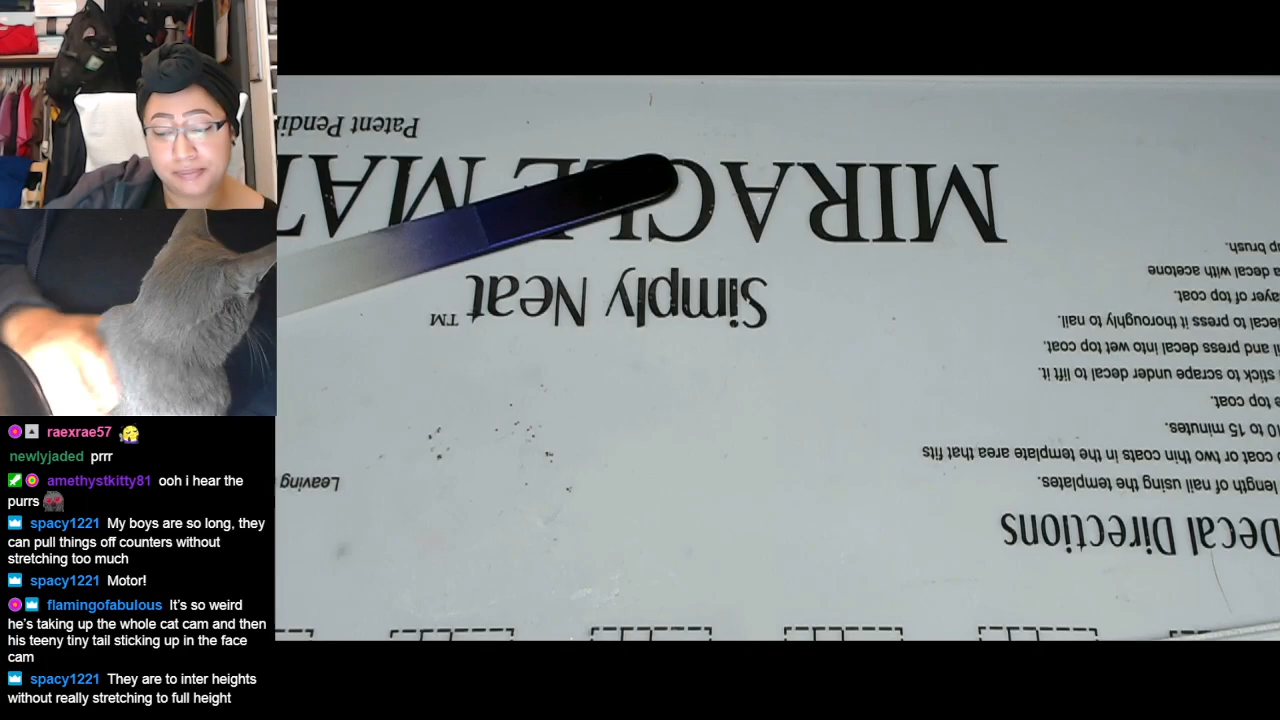 raexrae57
newlyjaded prrr
amethystkitty81 ooh i hear the
purrs
spacy1221 My boys are so long, they
can pull things off counters without
stretching too much
spacy1221 Motor!
flamingofabulous It's so weird
he's taking up the whole cat cam and then
his teeny tiny tail sticking up in the face
cam
spacy1221 They are to inter heights
without really stretching to full height
Decal Directions
length of nail using the templates.
coat or two thin coats in the template area that fits
10 to 15 minutes.
top coat.
stick to scrape under decal to lift it
and press decal into wet top coat.
decal to press it thoroughly to nail.
layer of top coat.
decal with acetone
brush.
Leaving
Simply Neat™
MIRACLE MAT
Patent Pendin